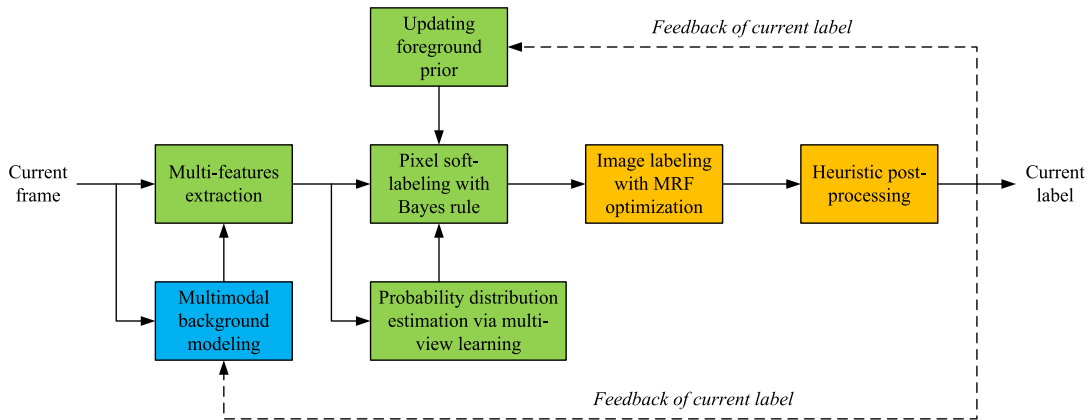 Updating
foreground
prior
Feedback of current label
Current
frame
Multi-features
extraction
Pixel soft-
labeling with
Bayes rule
Image labeling
with MRF
optimization
Heuristic post-
processing
Current
label
Multimodal
background
modeling
Probability distribution
estimation via multi-
view learning
Feedback of current label